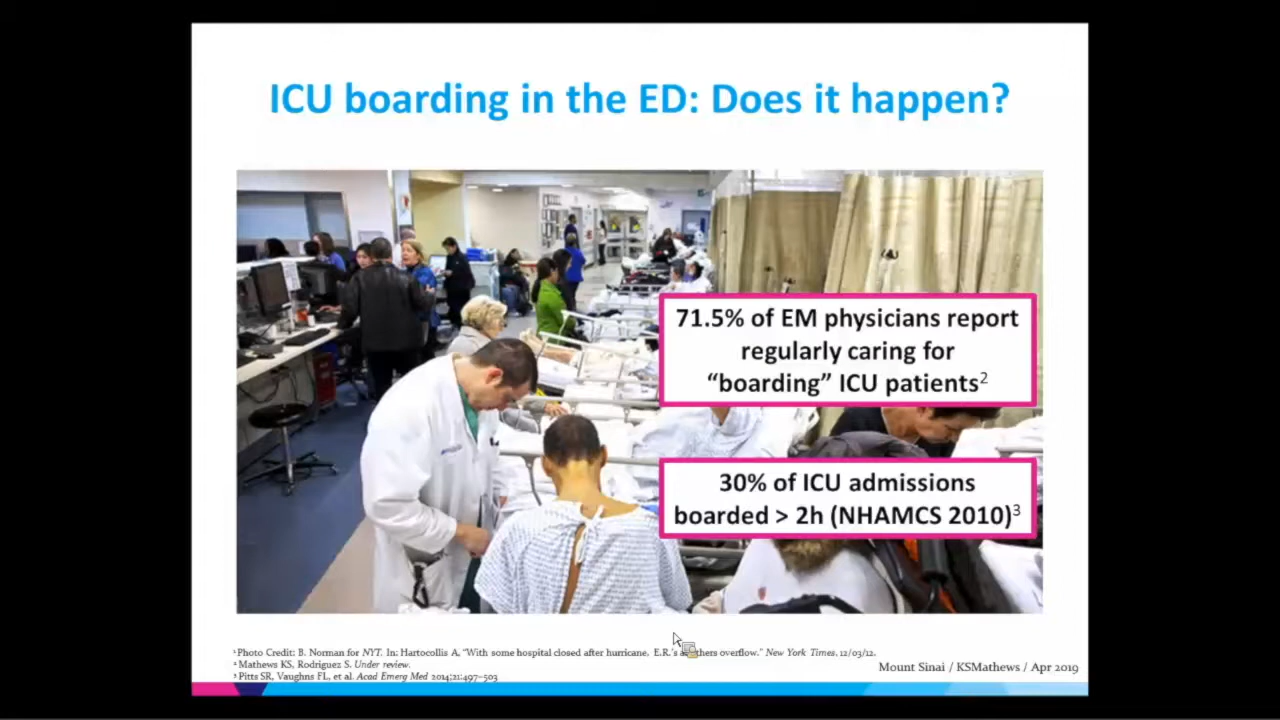 ICU boarding in the ED: Does it happen?
71.5% of EM physicians report
regularly caring for
“boarding” ICU patients2
30% of ICU admissions
boarded > 2h (NHAMCS 2010)3
1 Photo Credit: B. Norman for NYT. In: Hartocollis A, “With some hospital closed after hurricane, E.R.’s overflow.” New York Times, 12/03/12.
2 Mathews KS, Rodriguez S. Under review.
3 Pitts SR, Vaughns FL, et al. Acad Emerg Med 2014;21:497–503
Mount Sinai / KSMathews / Apr 2019